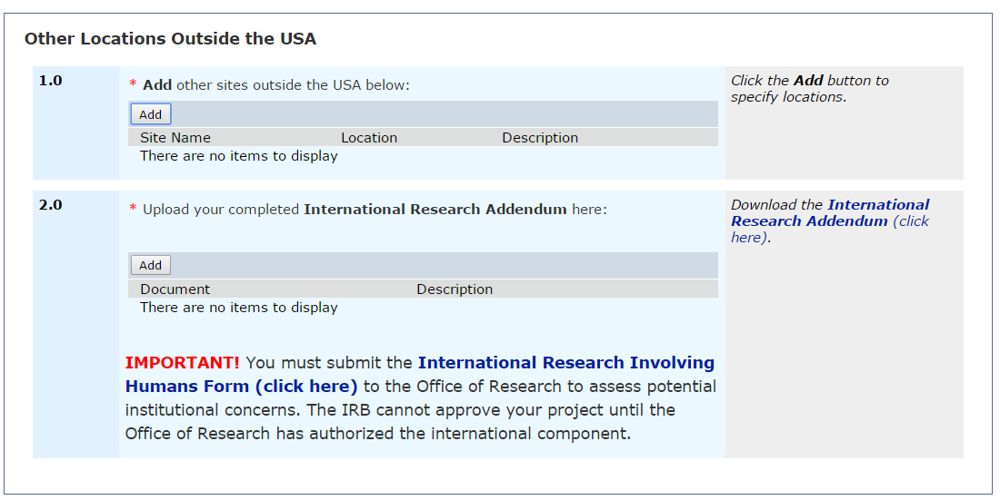 Other Locations Outside the USA
1.0
* Add other sites outside the USA below:
Add
Site Name Location Description
There are no items to display
Click the Add button to
specify locations.
2.0
* Upload your completed International Research Addendum here:
Add
Document Description
There are no items to display
IMPORTANT! You must submit the International Research Involving
Humans Form (click here) to the Office of Research to assess potential
institutional concerns. The IRB cannot approve your project until the
Office of Research has authorized the international component.
Download the International
Research Addendum (click
here).